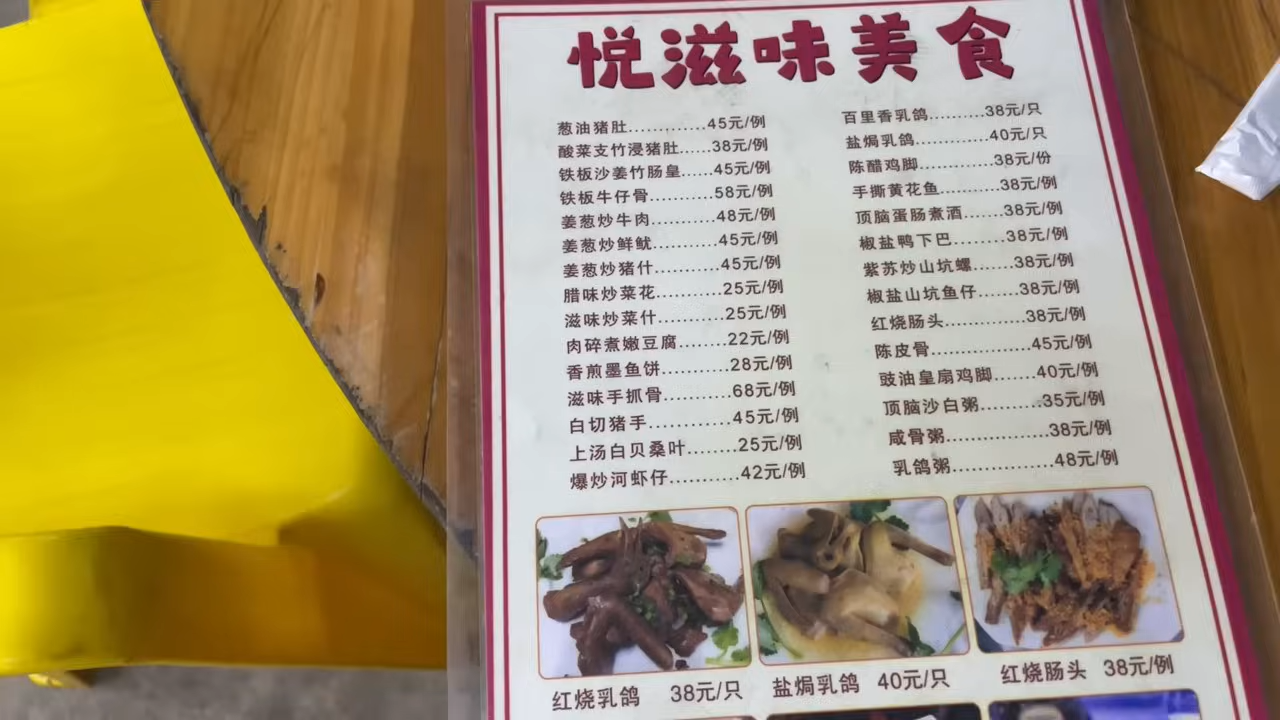 悦滋味美食
葱油猪肚.............45元/例
酸菜支竹浸猪肚......38元/例
铁板沙姜竹肠皇......45元/例
铁板牛仔骨...........58元/例
姜葱炒牛肉...........48元/例
姜葱炒鲜鱿...........45元/例
姜葱炒猪什...........45元/例
腊味炒菜花...........25元/例
滋味炒菜什...........25元/例
肉碎煮嫩豆腐........22元/例
香煎墨鱼饼...........28元/例
滋味手抓骨...........68元/例
白切猪手..............45元/例
上汤白贝桑叶........25元/例
爆炒河虾仔...........42元/例
百里香乳鸽..........38元/只
盐焗乳鸽.............40元/只
陈醋鸡脚.............38元/份
手撕黄花鱼..........38元/例
顶脑蛋肠煮酒.......38元/例
椒盐鸭下巴..........38元/例
紫苏炒山坑螺.......38元/例
椒盐山坑鱼仔.......38元/例
红烧肠头.............38元/例
陈皮骨................45元/例
豉油皇扇鸡脚.......40元/例
顶脑沙白粥..........35元/例
咸骨粥................38元/例
乳鸽粥................48元/例
红烧乳鸽 38元/只
盐焗乳鸽 40元/只
红烧肠头 38元/例